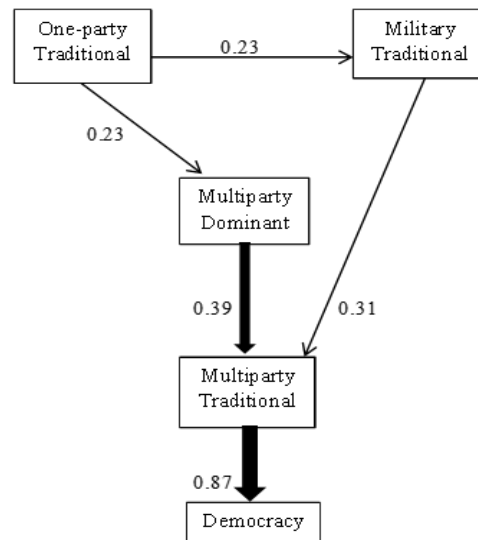 One-party
Traditional
0.23
Military
Traditional
0.23
Multiparty
Dominant
0.39
0.31
Multiparty
Traditional
0.87
Democracy